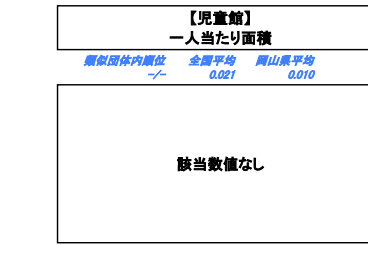 【児童館】
一人当たり面積
類似団体内順位 全国平均 岡山県平均
-/- 0.021 0.010
該当数値なし